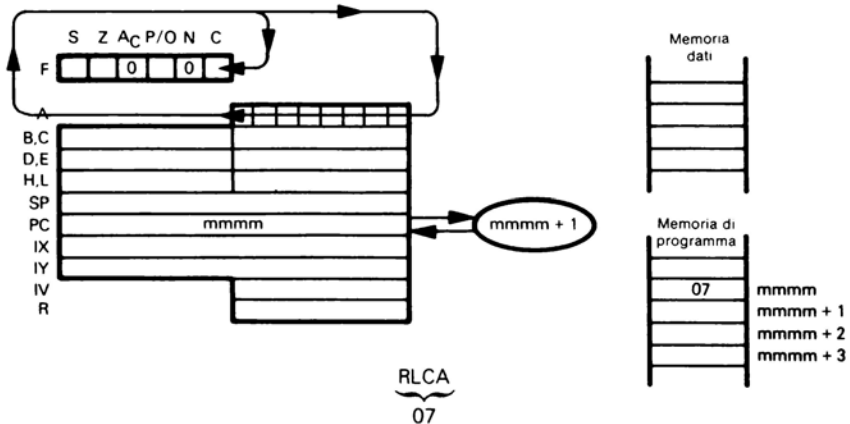 S Z AC P/O N C
F 0 0
A
B,C
D,E
H,L
SP
PC mmmm mmmm + 1
IX
IY
IV
R
Memoria
dati
Memoria di
programma
07 mmmm
mmmm + 1
mmmm + 2
mmmm + 3
RLCA
07